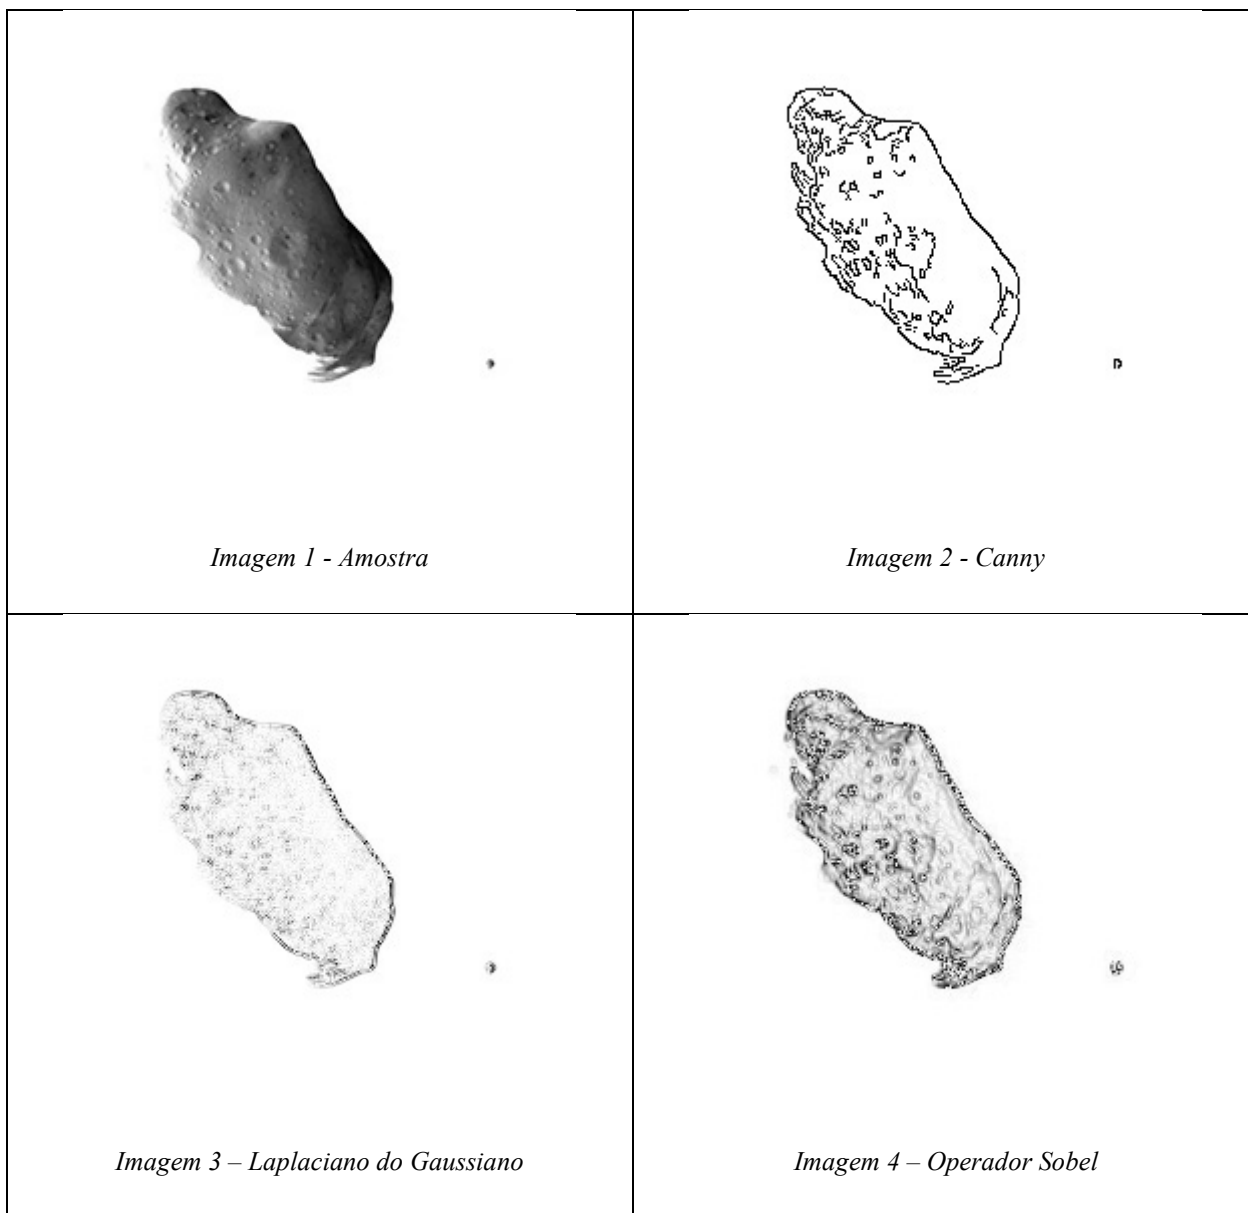 Imagem 1 - Amostra
Imagem 2 - Canny
Imagem 3 – Laplaciano do Gaussiano
Imagem 4 – Operador Sobel